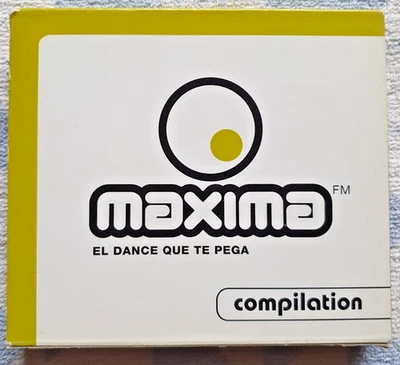 maxima FM
EL DANCE QUE TE PEGA
compilation